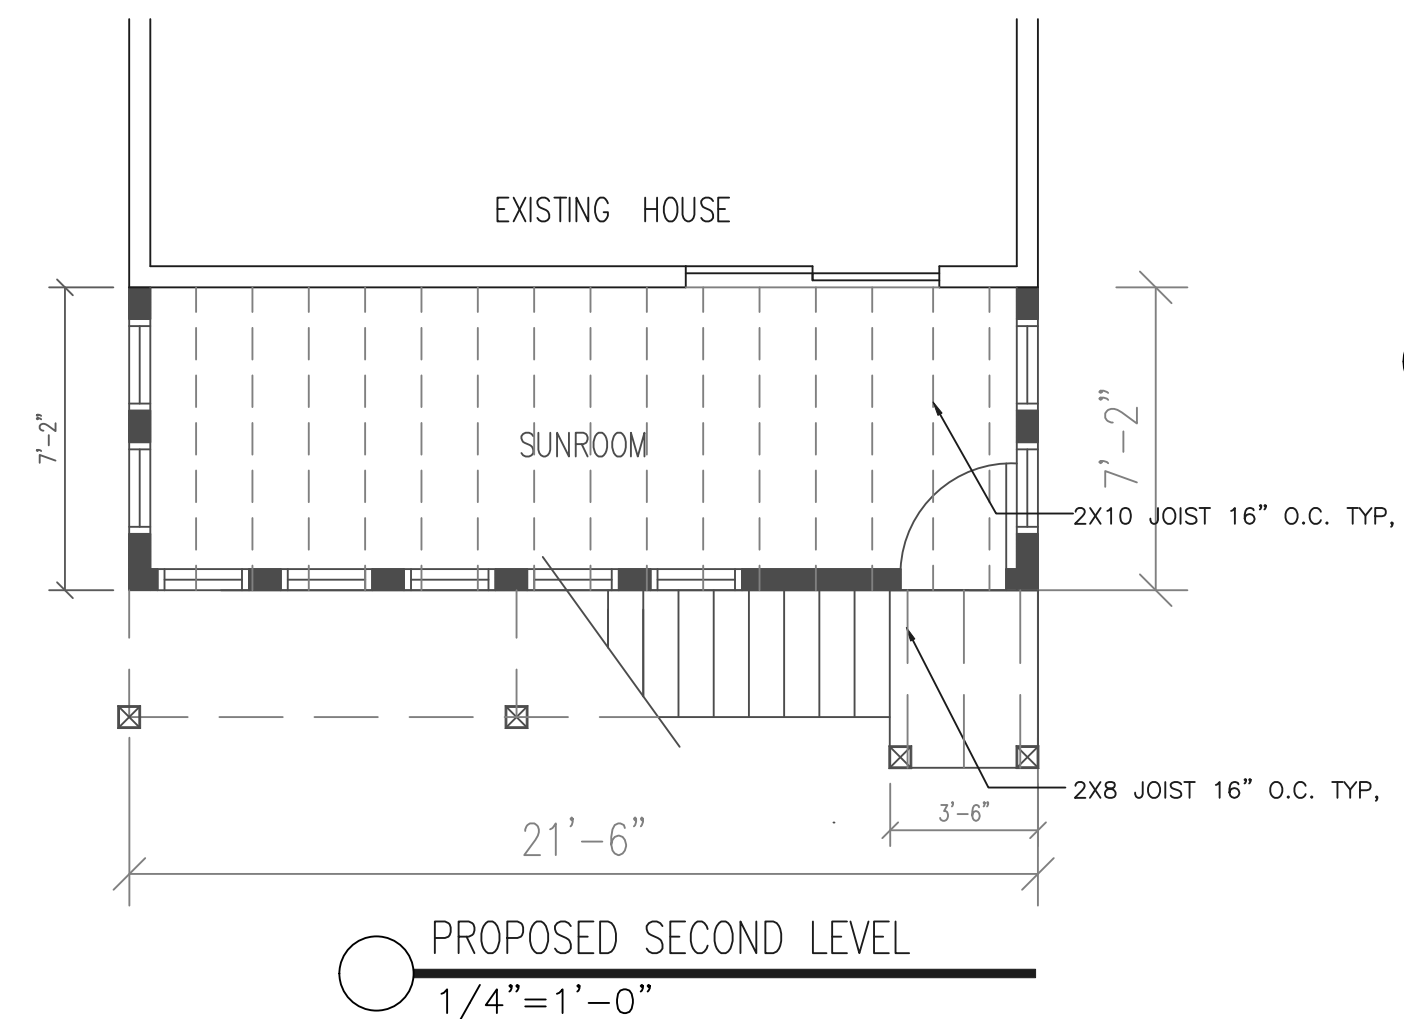 EXISTING HOUSE
7'-2"
7'-2"
SUNROOM
2X10 JOIST 16" O.C. TYP,
2X8 JOIST 16" O.C. TYP,
3'-6"
21'-6"
PROPOSED SECOND LEVEL
1/4"=1'-0"